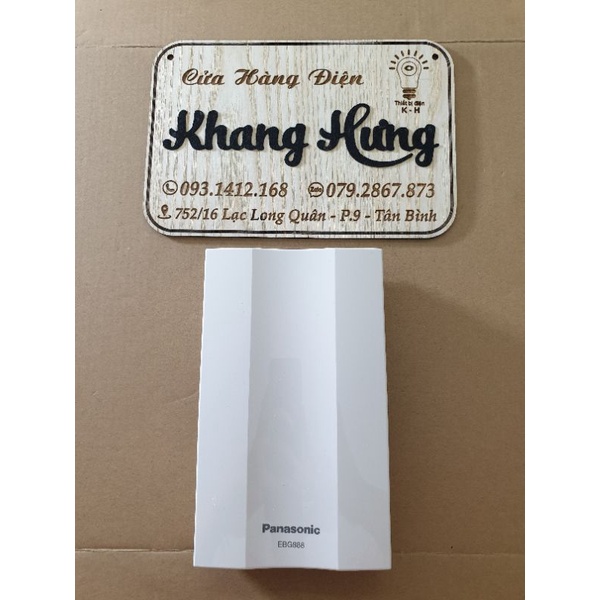 Cửa Hàng Điện
Thiết bị điện
K - H
Khang Hưng
093.1412.168 Zalo 079.2867.873
752/16 Lạc Long Quân - P.9 - Tân Bình
Panasonic
EBG888